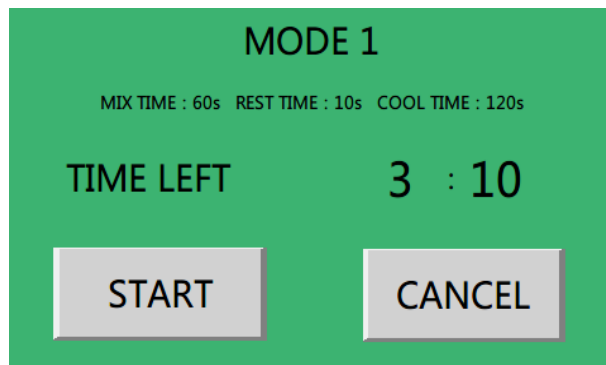 MODE 1
MIX TIME : 60s REST TIME : 10s COOL TIME : 120s
TIME LEFT 3 : 10
START CANCEL